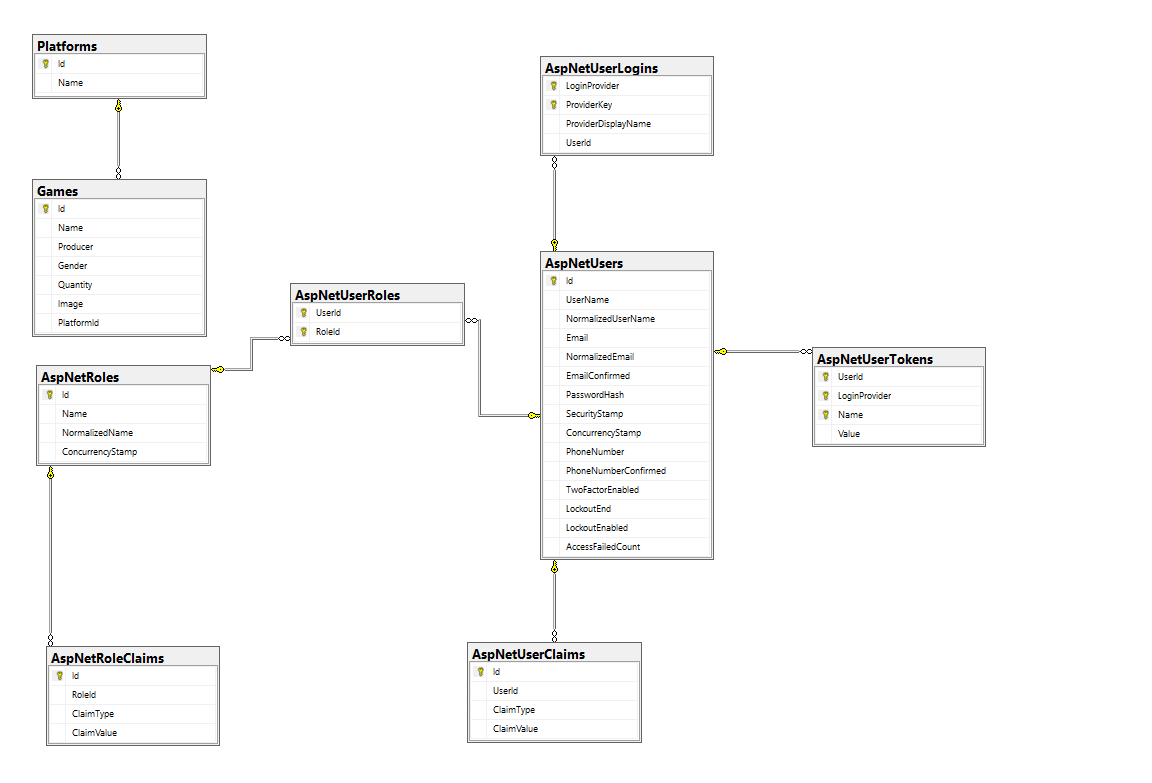 Platforms
Id
Name
Games
Id
Name
Producer
Gender
Quantity
Image
PlatformId
AspNetUserLogins
LoginProvider
ProviderKey
ProviderDisplayName
UserId
AspNetUserRoles
UserId
RoleId
AspNetUsers
Id
UserName
NormalizedUserName
Email
NormalizedEmail
EmailConfirmed
PasswordHash
SecurityStamp
ConcurrencyStamp
PhoneNumber
PhoneNumberConfirmed
TwoFactorEnabled
LockoutEnd
LockoutEnabled
AccessFailedCount
AspNetUserTokens
UserId
LoginProvider
Name
Value
AspNetRoles
Id
Name
NormalizedName
ConcurrencyStamp
AspNetRoleClaims
Id
RoleId
ClaimType
ClaimValue
AspNetUserClaims
Id
UserId
ClaimType
ClaimValue